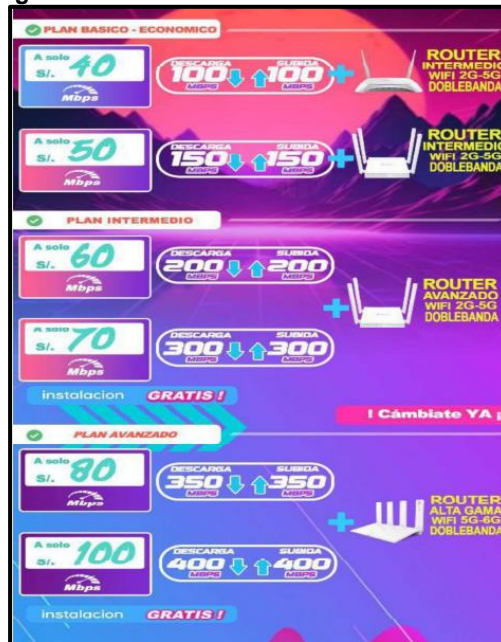 PLAN BASICO - ECONOMICO
A solo
S/. 40
Mbps
DESCARGA SUBIDA
100 100
MBPS MBPS
+
ROUTER
INTERMEDIO
WIFI 2G-5G
DOBLEBANDA
A solo
S/. 50
Mbps
DESCARGA SUBIDA
150 150
MBPS MBPS
+
ROUTER
INTERMEDIO
WIFI 2G-5G
DOBLEBANDA
PLAN INTERMEDIO
A solo
S/. 60
Mbps
DESCARGA SUBIDA
200 200
MBPS MBPS
A solo
S/. 70
Mbps
DESCARGA SUBIDA
300 300
MBPS MBPS
+
ROUTER
AVANZADO
WIFI 2G-5G
DOBLEBANDA
instalacion GRATIS !
! Cámbiate YA ¡
PLAN AVANZADO
A solo
S/. 80
Mbps
DESCARGA SUBIDA
350 350
MBPS MBPS
A solo
S/. 100
Mbps
DESCARGA SUBIDA
400 400
MBPS MBPS
+
ROUTER
ALTA GAMA
WIFI 5G-6G
DOBLEBANDA
instalacion GRATIS !